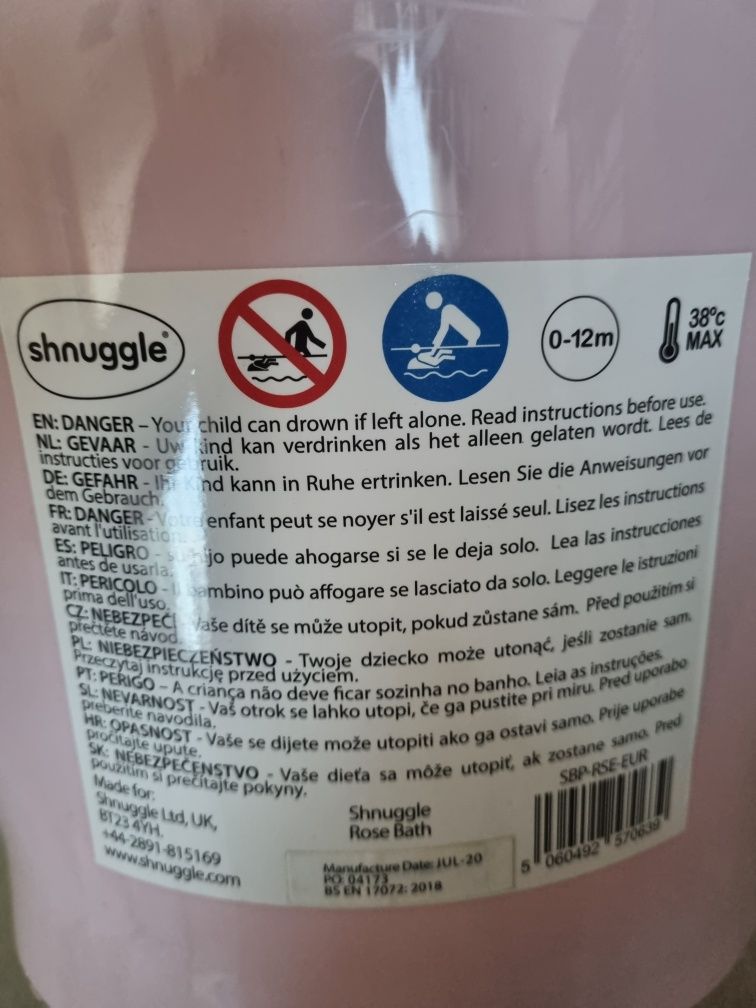 shnuggle®
0-12m
38°c
MAX
EN: DANGER – Your child can drown if left alone. Read instructions before use.
NL: GEVAAR - Uw kind kan verdrinken als het alleen gelaten wordt. Lees de
instructies voor gebruik.
DE: GEFAHR - Ihr Kind kann in Ruhe ertrinken. Lesen Sie die Anweisungen vor
dem Gebrauch.
FR: DANGER - Votre enfant peut se noyer s'il est laissé seul. Lisez les instructions
avant l'utilisation.
ES: PELIGRO - su hijo puede ahogarse si se le deja solo. Lea las instrucciones
antes de usarla.
IT: PERICOLO - Il bambino può affogare se lasciato da solo. Leggere le istruzioni
prima dell'uso.
CZ: NEBEZPEČÍ Vaše dítě se může utopit, pokud zůstane sám. Před použitím si
přečtěte návod.
PL: NIEBEZPIECZEŃSTWO - Twoje dziecko może utonąć, jeśli zostanie sam.
Przeczytaj instrukcję przed użyciem.
PT: PERIGO – A criança não deve ficar sozinha no banho. Leia as instruções.
SL: NEVARNOST - Vaš otrok se lahko utopi, če ga pustite pri miru. Pred uporabo
preberite navodila.
HR: OPASNOST - Vaše se dijete može utopiti ako ga ostavi samo. Prije uporabe
pročitajte upute.
SK: NEBEZPEČENSTVO - Vaše dieťa sa môže utopiť, ak zostane samo. Pred
použitím si prečítajte pokyny.
Made for:
Shnuggle Ltd, UK,
BT23 4YH.
+44-2891-815169
www.shnuggle.com
Shnuggle
Rose Bath
Manufacture Date: JUL-20
PO: 04173
BS EN 17072: 2018
SBP-RSE-EUR
5 060492 570639